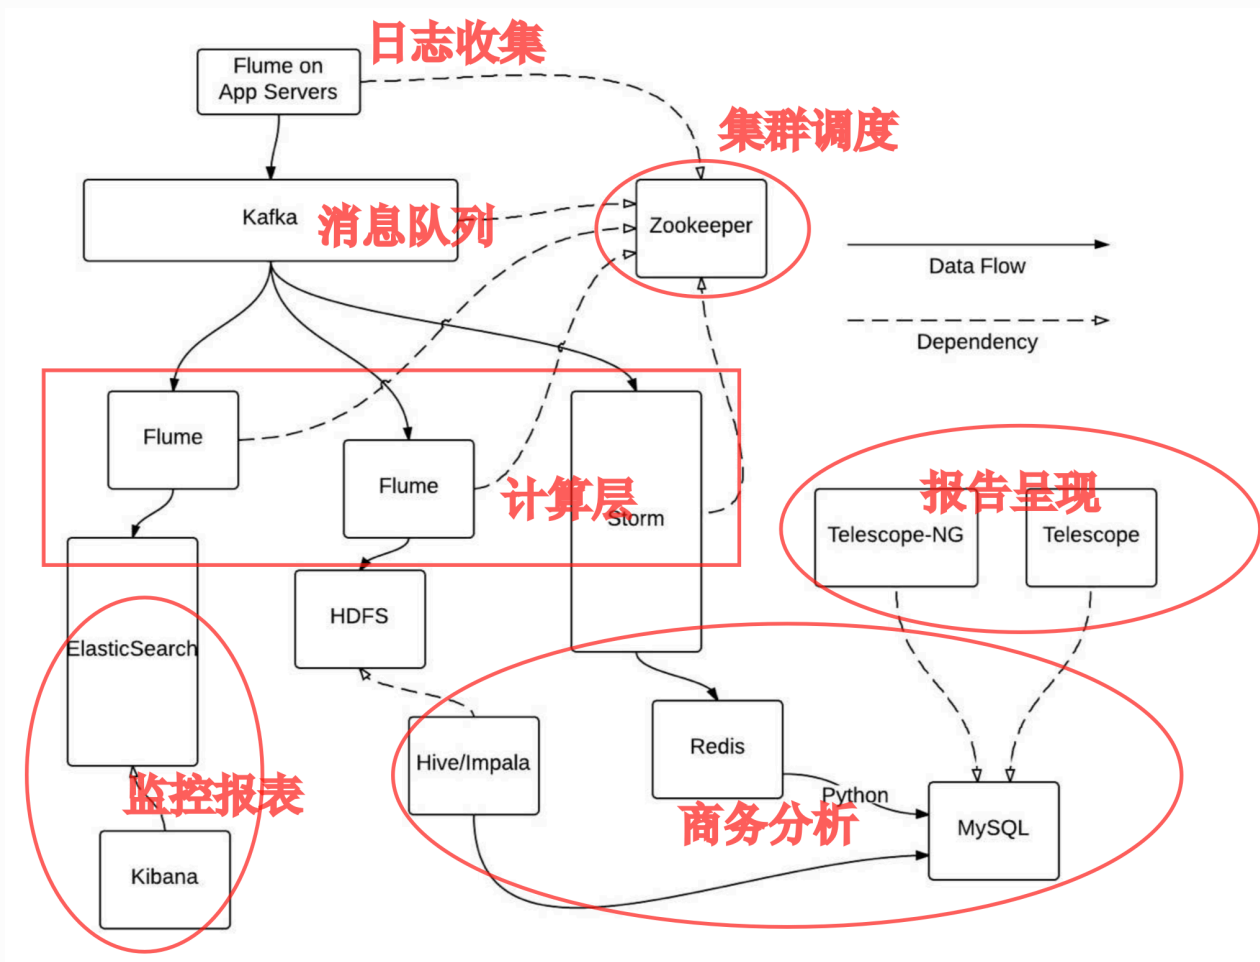 日志收集
Flume on
App Servers
集群调度
Kafka
消息队列
Zookeeper
Data Flow
Dependency
Flume
Flume
计算层
Storm
报告呈现
Telescope-NG
Telescope
HDFS
ElasticSearch
Redis
Hive/Impala
监控报表
Python
商务分析
MySQL
Kibana